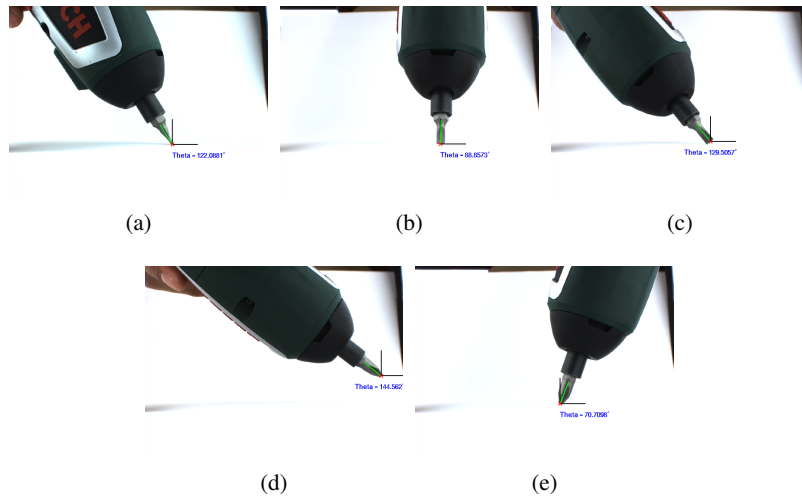 CH
Theta = 122.0881°
Theta = 88.8573°
Theta = 129.5057°
(a)
(b)
(c)
Theta = 144.562°
Theta = 70.7098°
(d)
(e)